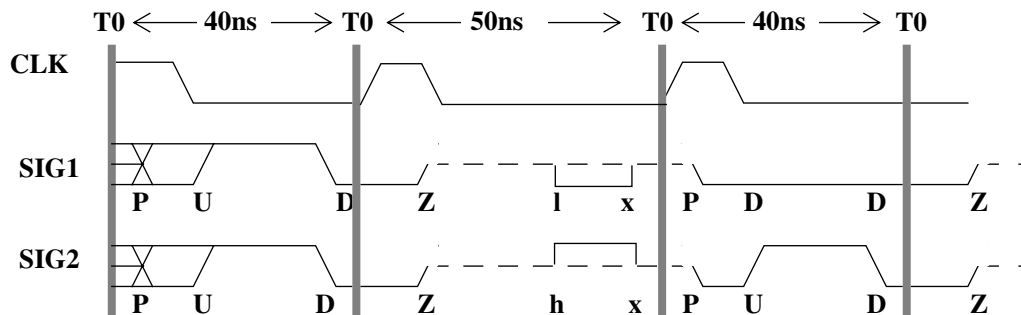 T0 40ns T0 50ns T0 40ns T0
CLK
SIG1
P U D Z l x P D D Z
SIG2
P U D Z h x P U D Z